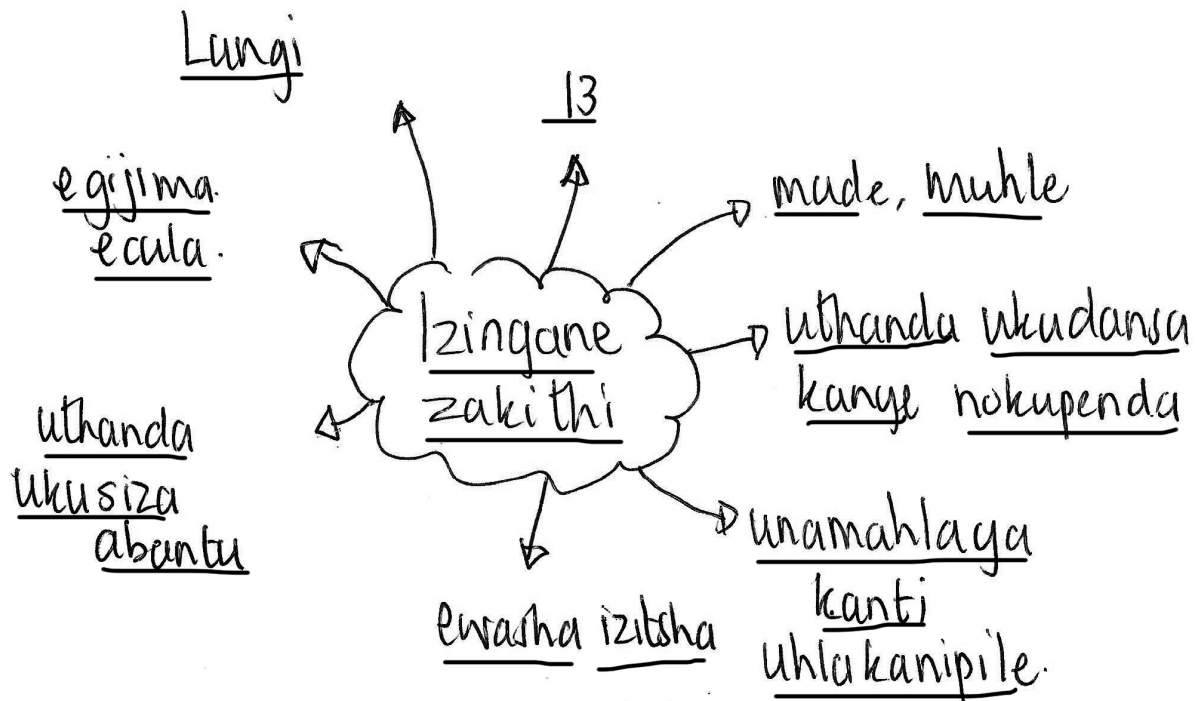 Lungi
13
egijima.
ecula.
mude, muhle
Izingane
zakithi
uthanda ukudansa
kanye nokupenda
uthanda
ukusiza
abantu
ewasha izitsha
unamahlaya
kanti
uhlakanipile.